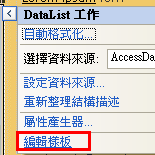 DataList 工作
自動格式化...
選擇資料來源: AccessDa
設定資料來源...
重新整理結構描述
屬性產生器...
編輯樣板